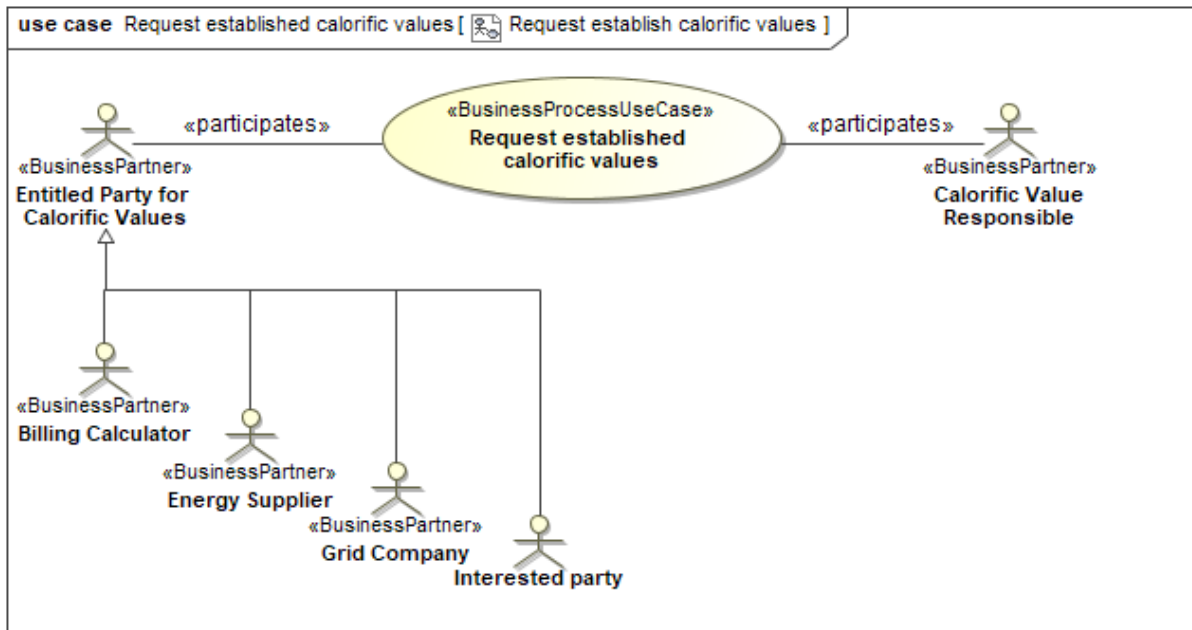 use case Request established calorific values [ Request establish calorific values ]
«BusinessProcessUseCase»
Request established
calorific values
«participates»
«participates»
«BusinessPartner»
Entitled Party for
Calorific Values
«BusinessPartner»
Calorific Value
Responsible
«BusinessPartner»
Billing Calculator
«BusinessPartner»
Energy Supplier
«BusinessPartner»
Grid Company
Interested party